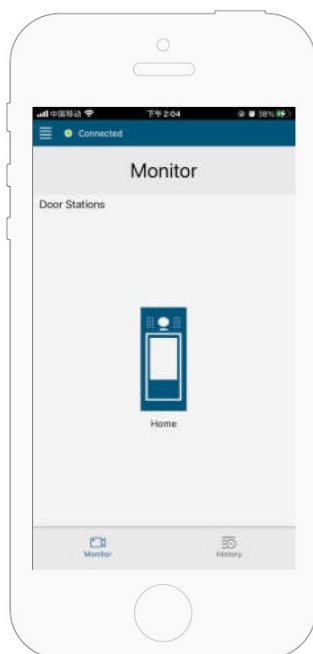 中国移动 下午2:04 38%
Connected
Monitor
Door Stations
Home
Monitor History